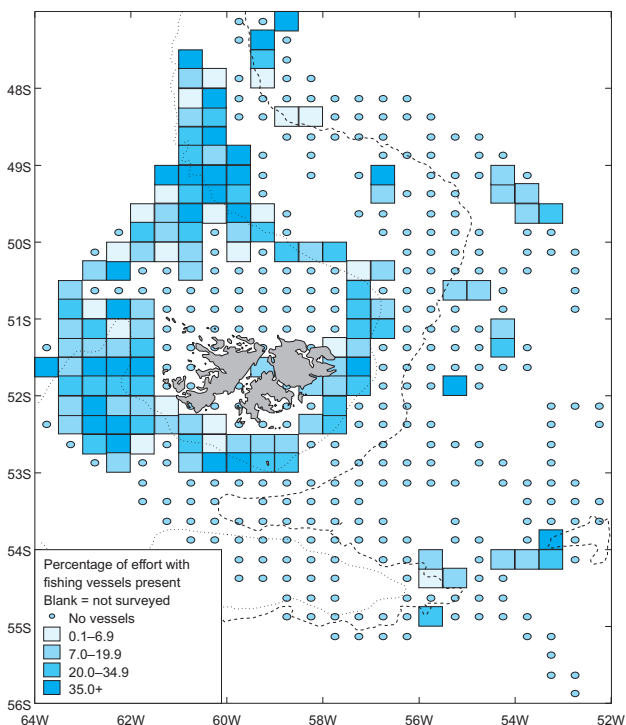 48S
49S
50S
51S
52S
53S
54S
55S
56S
Percentage of effort with
fishing vessels present
Blank = not surveyed
No vessels
0.1–6.9
7.0–19.9
20.0–34.9
35.0+
64W 62W 60W 58W 56W 54W 52W